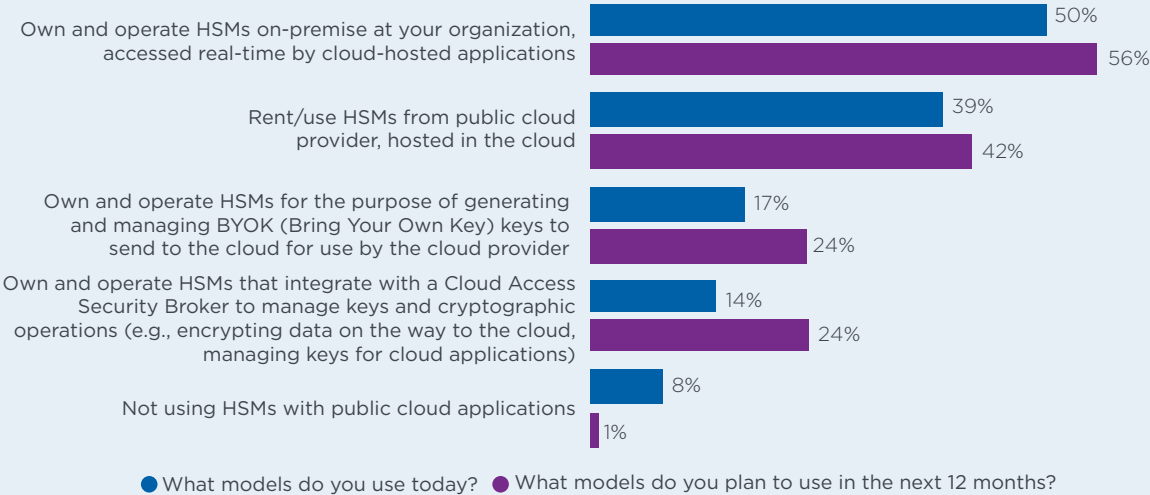 Own and operate HSMs on-premise at your organization,
accessed real-time by cloud-hosted applications
50%
56%
Rent/use HSMs from public cloud
provider, hosted in the cloud
39%
42%
Own and operate HSMs for the purpose of generating
and managing BYOK (Bring Your Own Key) keys to
send to the cloud for use by the cloud provider
17%
24%
Own and operate HSMs that integrate with a Cloud Access
Security Broker to manage keys and cryptographic
operations (e.g., encrypting data on the way to the cloud,
managing keys for cloud applications)
14%
24%
Not using HSMs with public cloud applications
8%
1%
What models do you use today? What models do you plan to use in the next 12 months?